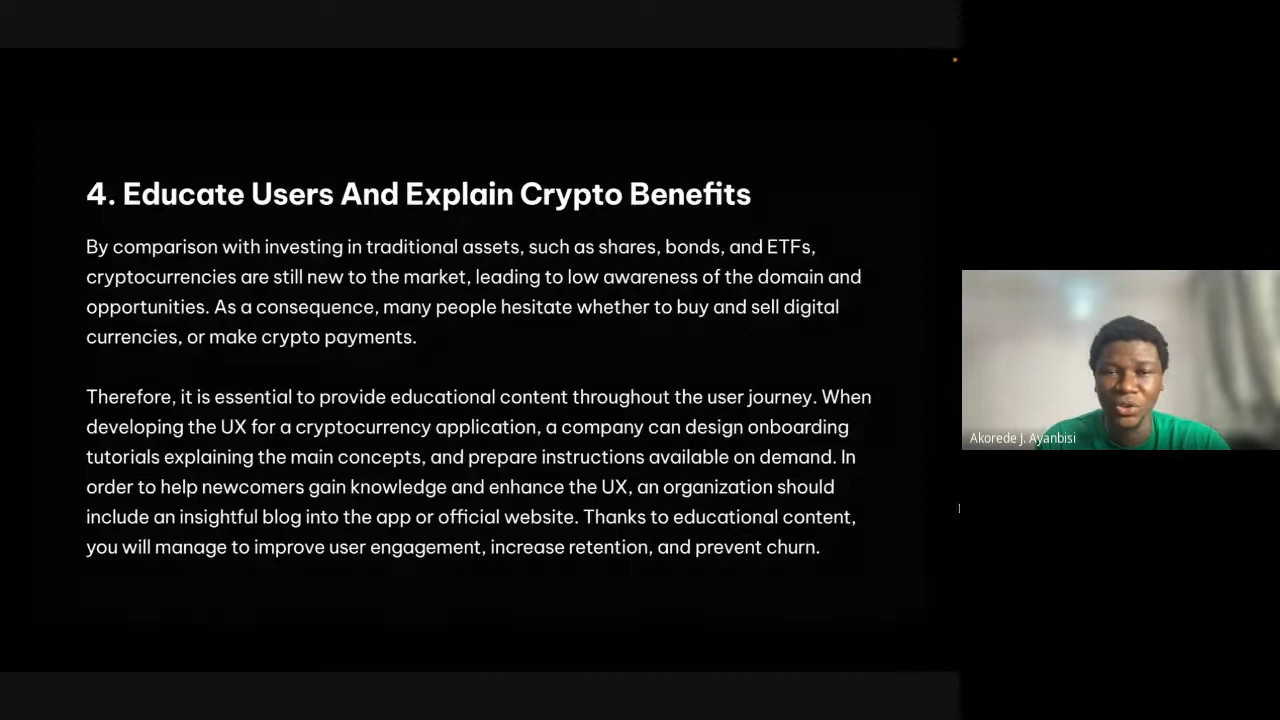 4. Educate Users And Explain Crypto Benefits
By comparison with investing in traditional assets, such as shares, bonds, and ETFs,
cryptocurrencies are still new to the market, leading to low awareness of the domain and
opportunities. As a consequence, many people hesitate whether to buy and sell digital
currencies, or make crypto payments.
Therefore, it is essential to provide educational content throughout the user journey. When
developing the UX for a cryptocurrency application, a company can design onboarding
tutorials explaining the main concepts, and prepare instructions available on demand. In
order to help newcomers gain knowledge and enhance the UX, an organization should
include an insightful blog into the app or official website. Thanks to educational content,
you will manage to improve user engagement, increase retention, and prevent churn.
Akorede J. Ayanbisi